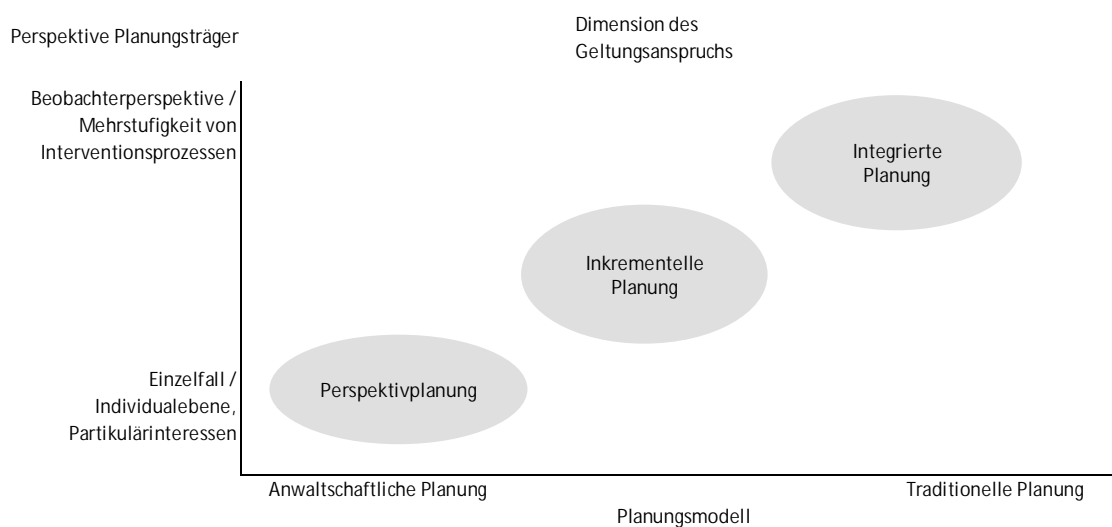 Perspektive Planungsträger
Dimension des
Geltungsanspruchs
Beobachterperspektive /
Mehrstufigkeit von
Interventionsprozessen
Integrierte
Planung
Inkrementelle
Planung
Einzelfall /
Individualebene,
Partikulärinteressen
Perspektivplanung
Anwaltschaftliche Planung
Traditionelle Planung
Planungsmodell